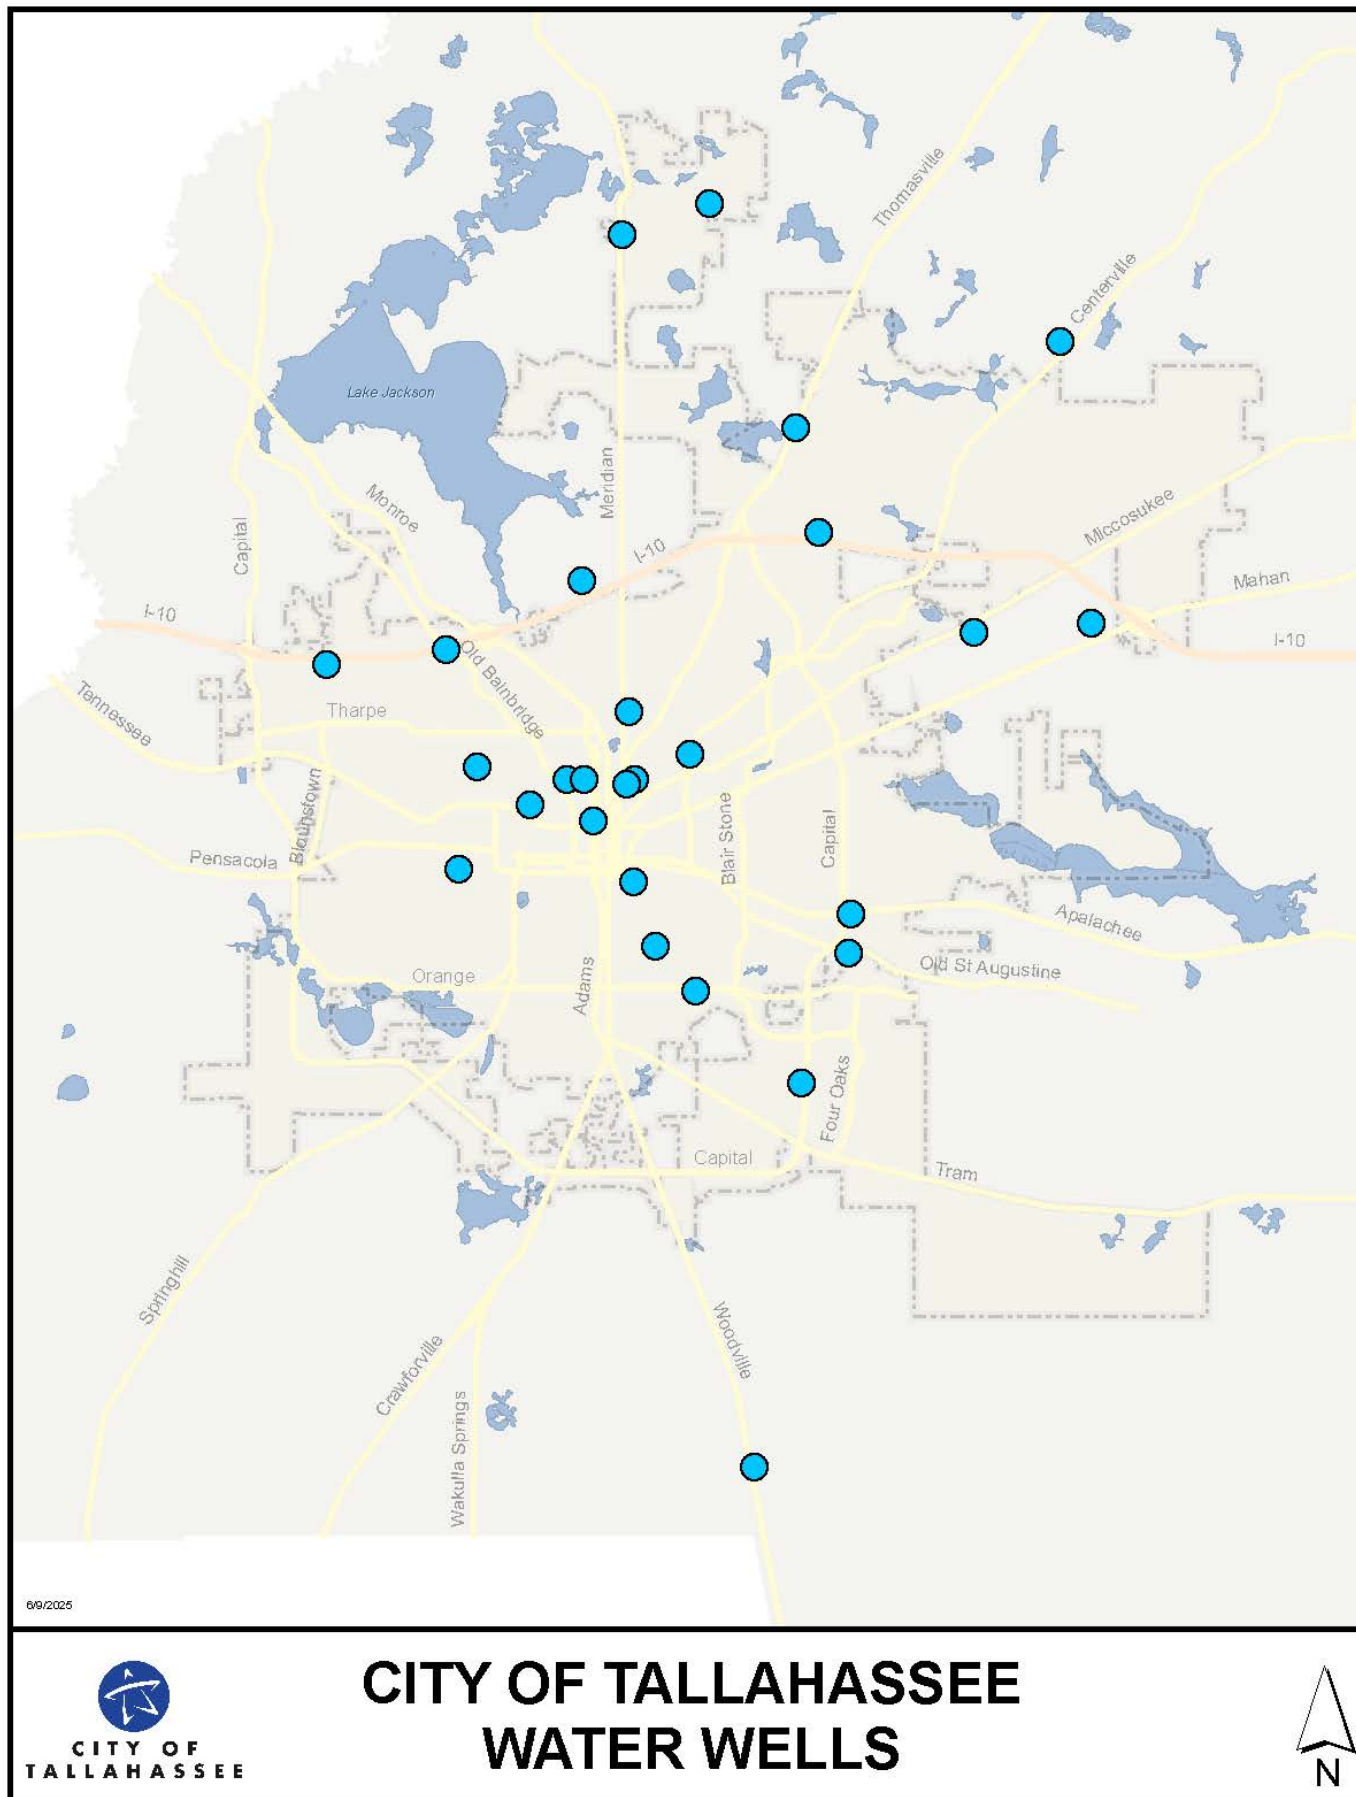 Thomasville
Centerville
Lake Jackson
Meridian
Monroe
Miccosukee
Capital
I-10
Mahan
I-10
I-10
Old Bainbridge
Tennessee
Tharpe
Blountstown
Blair Stone
Capital
Pensacola
Apalachee
Old St Augustine
Orange
Adams
Four Oaks
Capital
Tram
Springhill
Woodville
Crawforville
Wakulla Springs
6/9/2025
CITY OF TALLAHASSEE
WATER WELLS
CITY OF
TALLAHASSEE
N